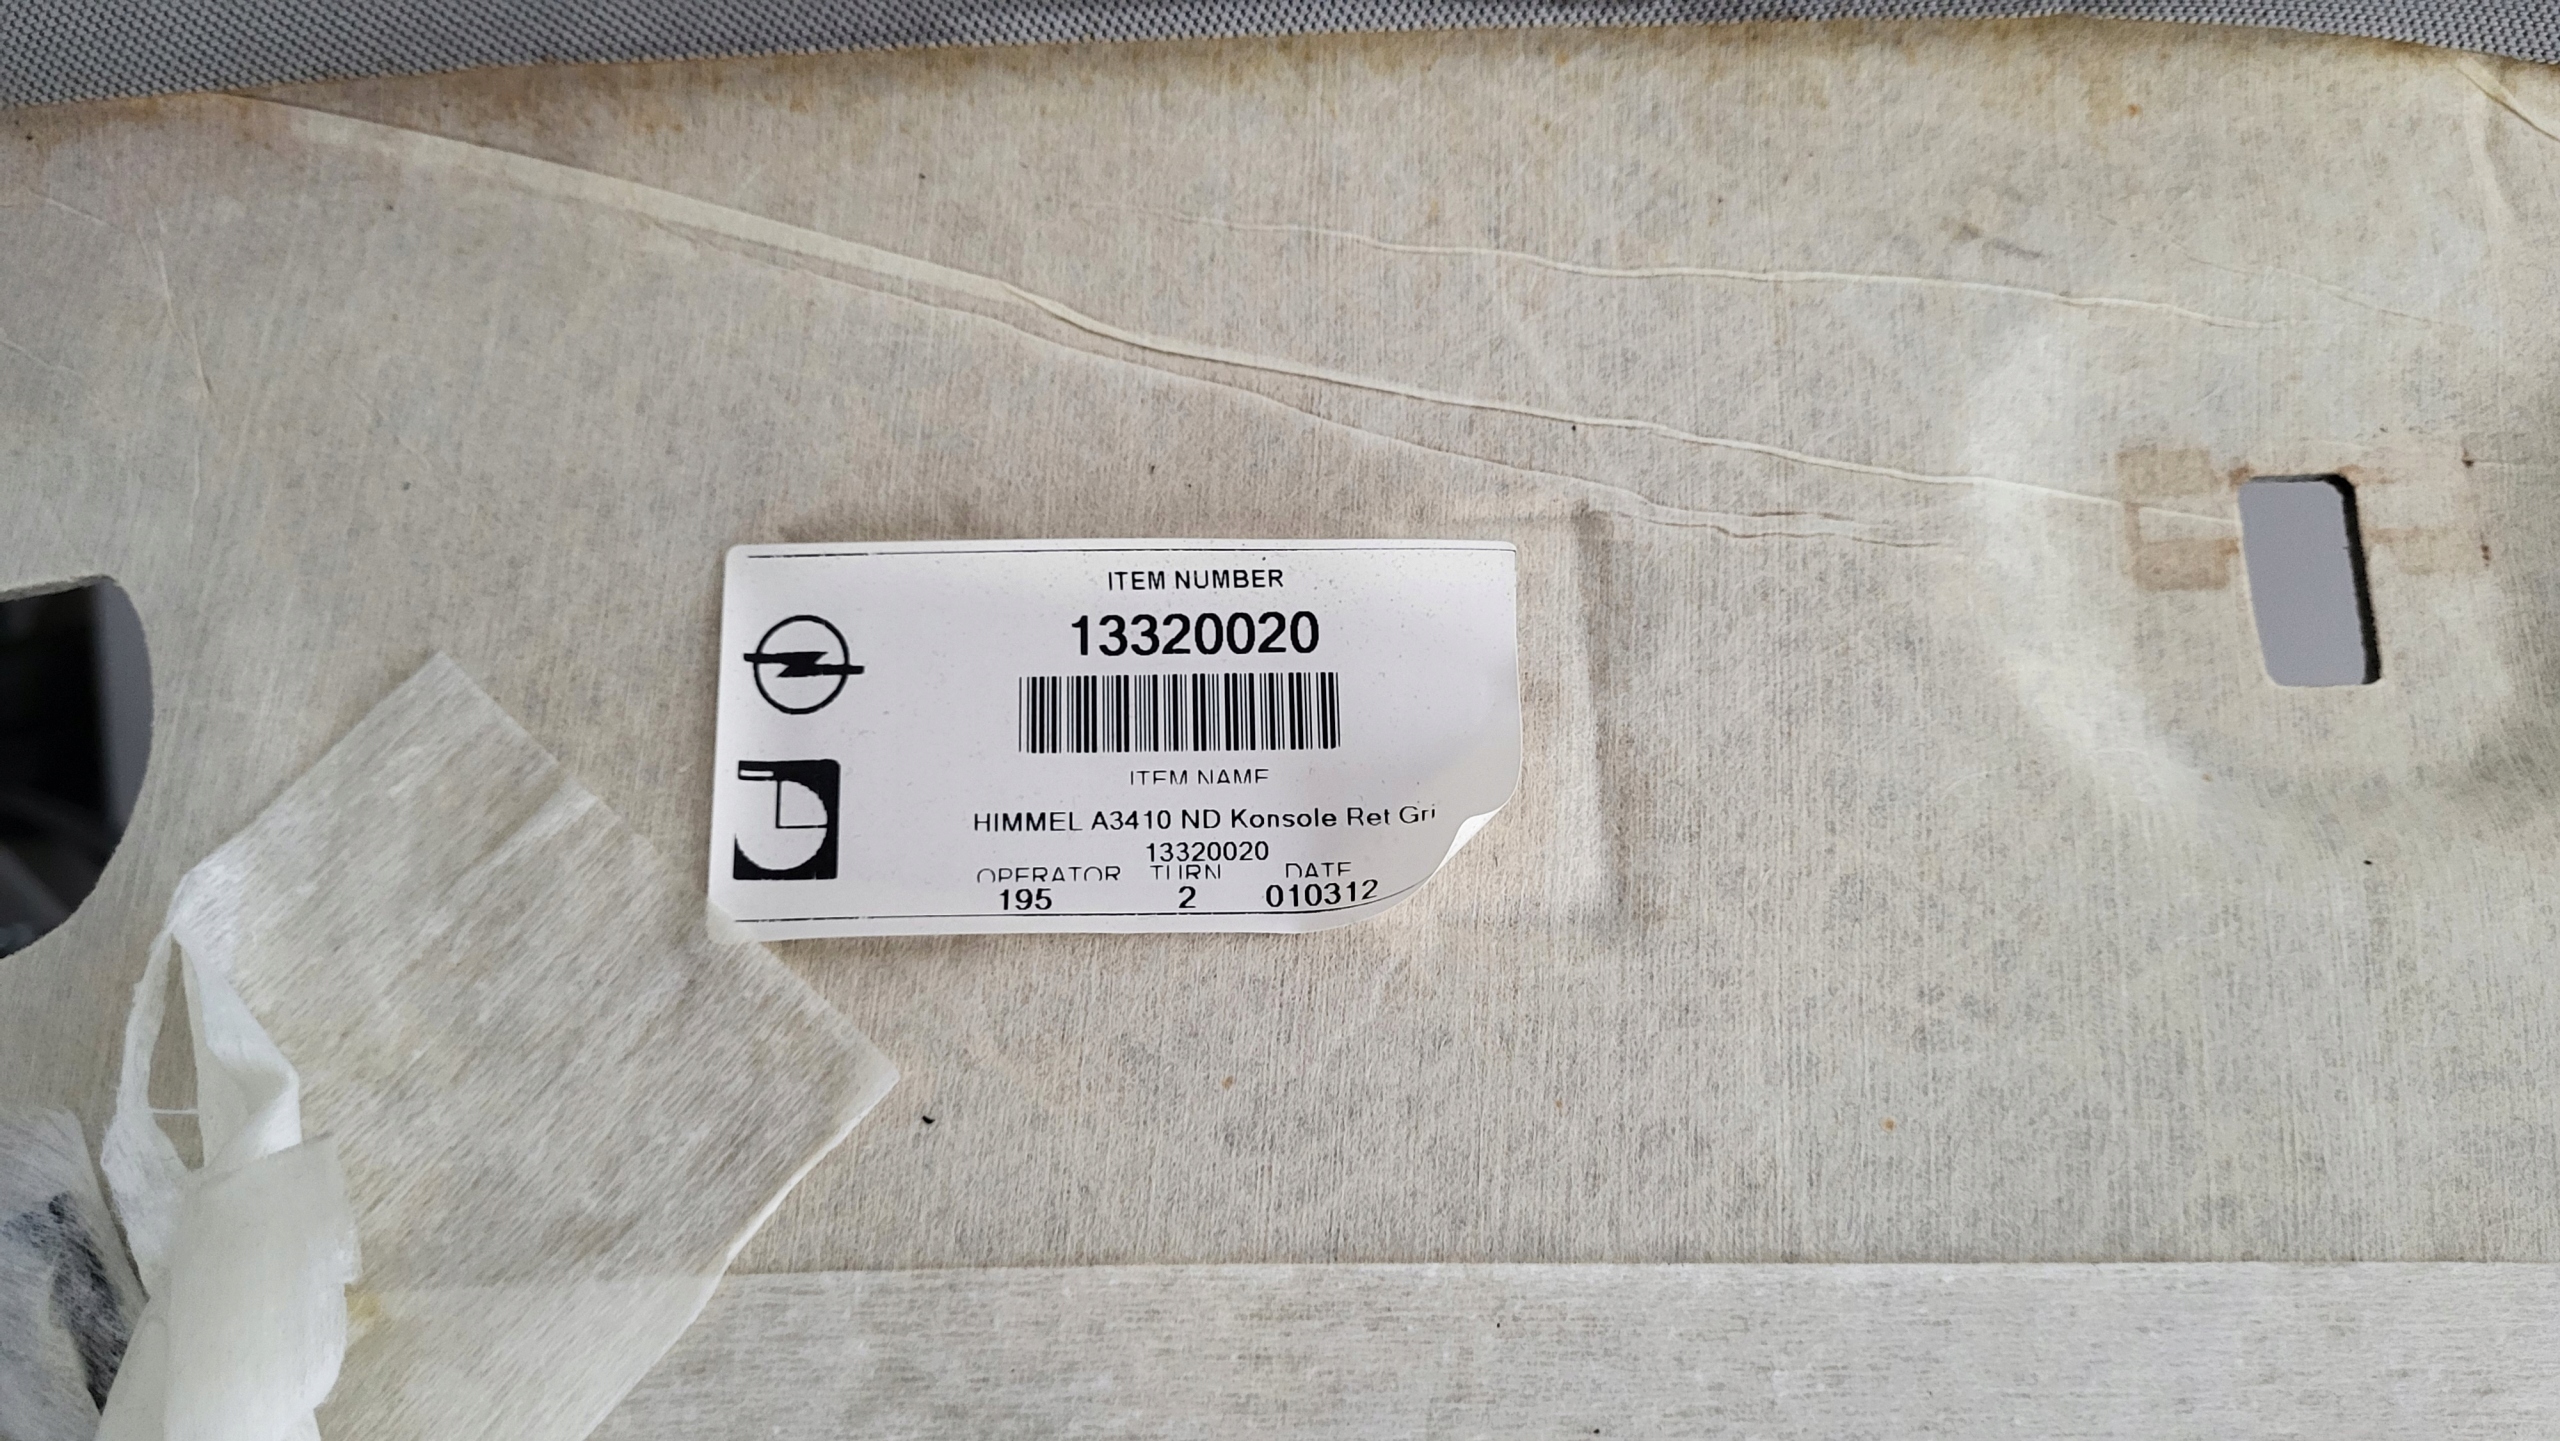 ITEM NUMBER
13320020
ITEM NAME
HIMMEL A3410 ND Konsole Ret Gri
13320020
OPERATOR TURN DATE
195 2 010312